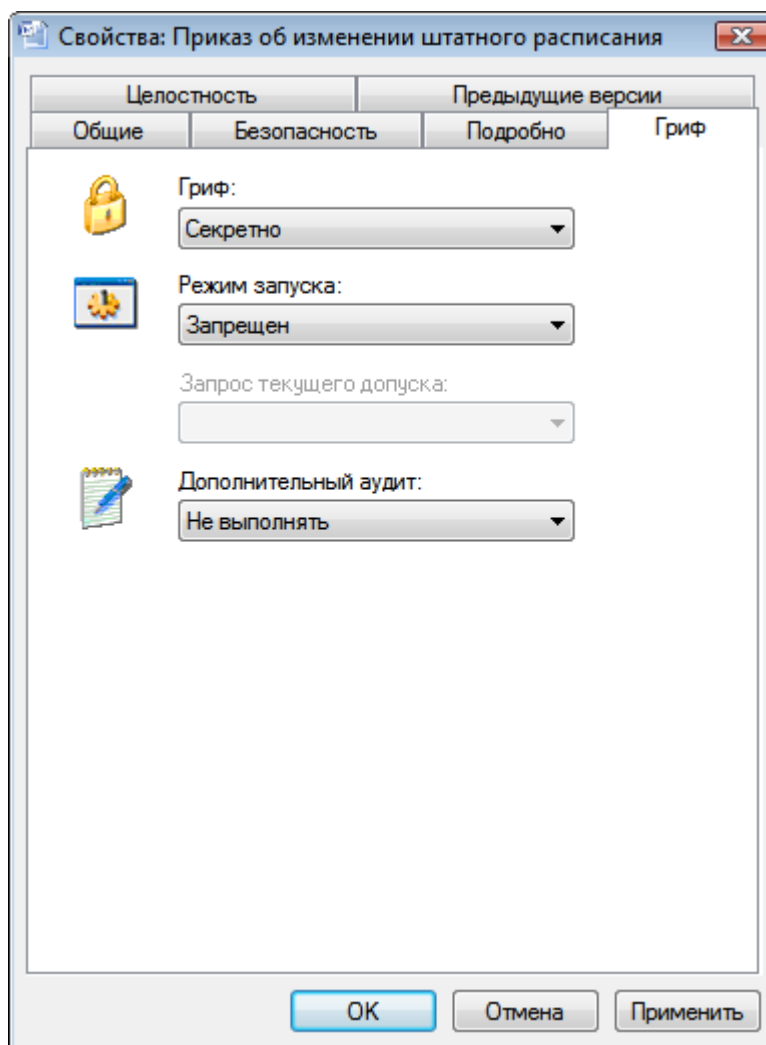 Свойства: Приказ об изменении штатного расписания
Целостность Предыдущие версии
Общие Безопасность Подробно Гриф
Гриф:
Секретно
Режим запуска:
Запрещен
Запрос текущего допуска:
Дополнительный аудит:
Не выполнять
OK Отмена Применить